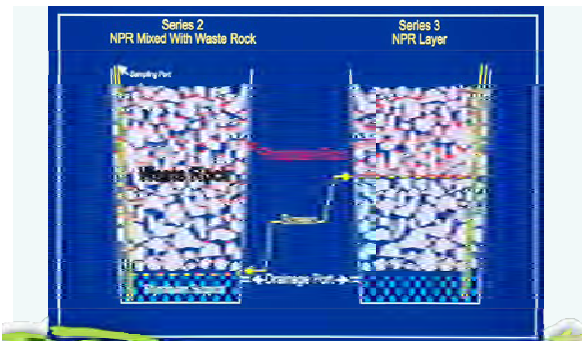 Series 2
NPR Mixed With Waste Rock
Series 3
NPR Layer
Sampling Port
Waste Rock
Drainage Port